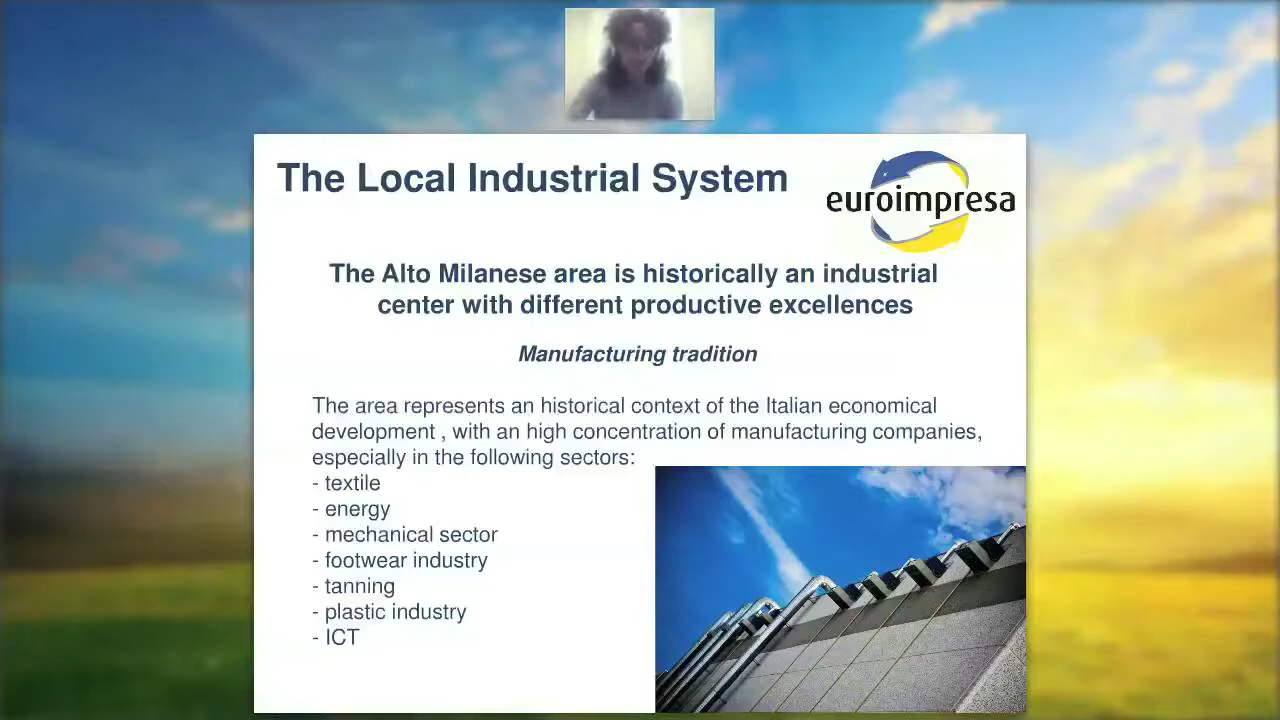 The Local Industrial System
euroimpresa
The Alto Milanese area is historically an industrial
center with different productive excellences
Manufacturing tradition
The area represents an historical context of the Italian economical
development , with an high concentration of manufacturing companies,
especially in the following sectors:
- textile
- energy
- mechanical sector
- footwear industry
- tanning
- plastic industry
- ICT